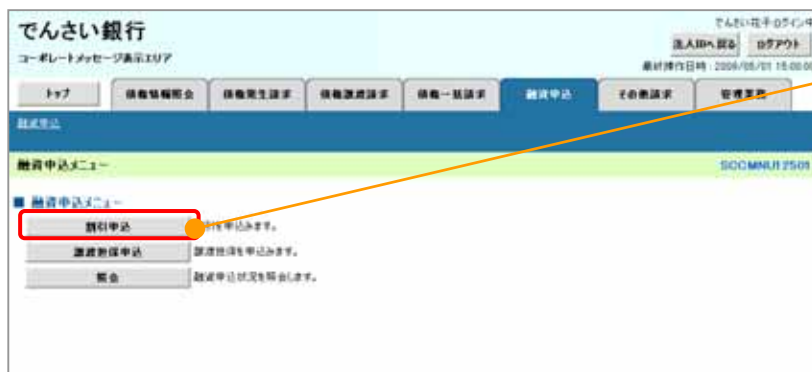 でんさい銀行
でんさい花子ログイン中
コーポレートメッセージ表示エリア
法人IDへ戻る ログアウト
最終操作日時：2009/05/01 15:00:00
トップ 債権情報照会 債権発生請求 債権譲渡請求 債権一括請求 融資申込 その他請求 管理業務
融資申込
融資申込メニュー SCCMNU12501
■ 融資申込メニュー
割引申込 割引を申込みます。
譲渡担保申込 譲渡担保を申込みます。
照会 融資申込状況を照会します。